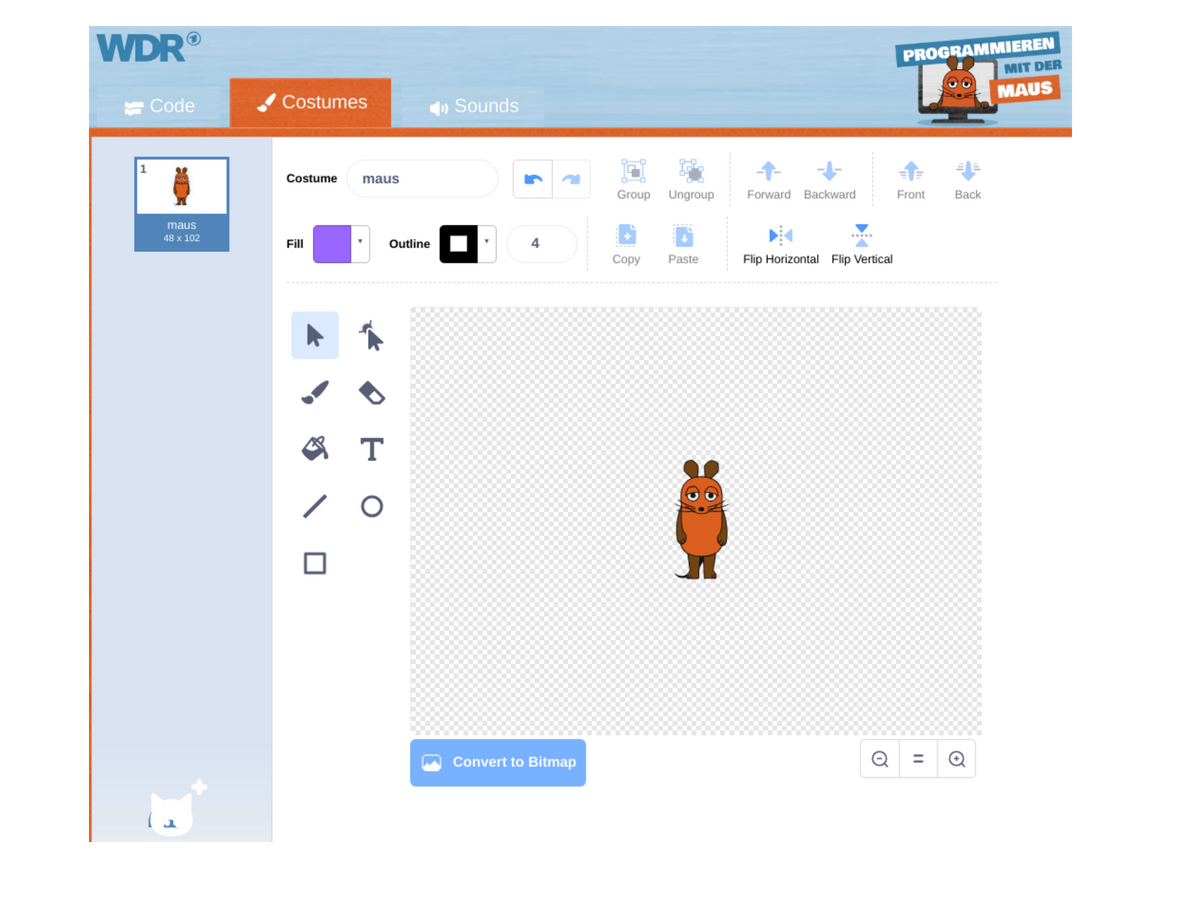 WDR
PROGRAMMIEREN
MIT DER
MAUS
Code
Costumes
Sounds
1
maus
48 x 102
Costume
maus
Group
Ungroup
Forward
Backward
Front
Back
Fill
Outline
4
Copy
Paste
Flip Horizontal
Flip Vertical
T
Convert to Bitmap
=